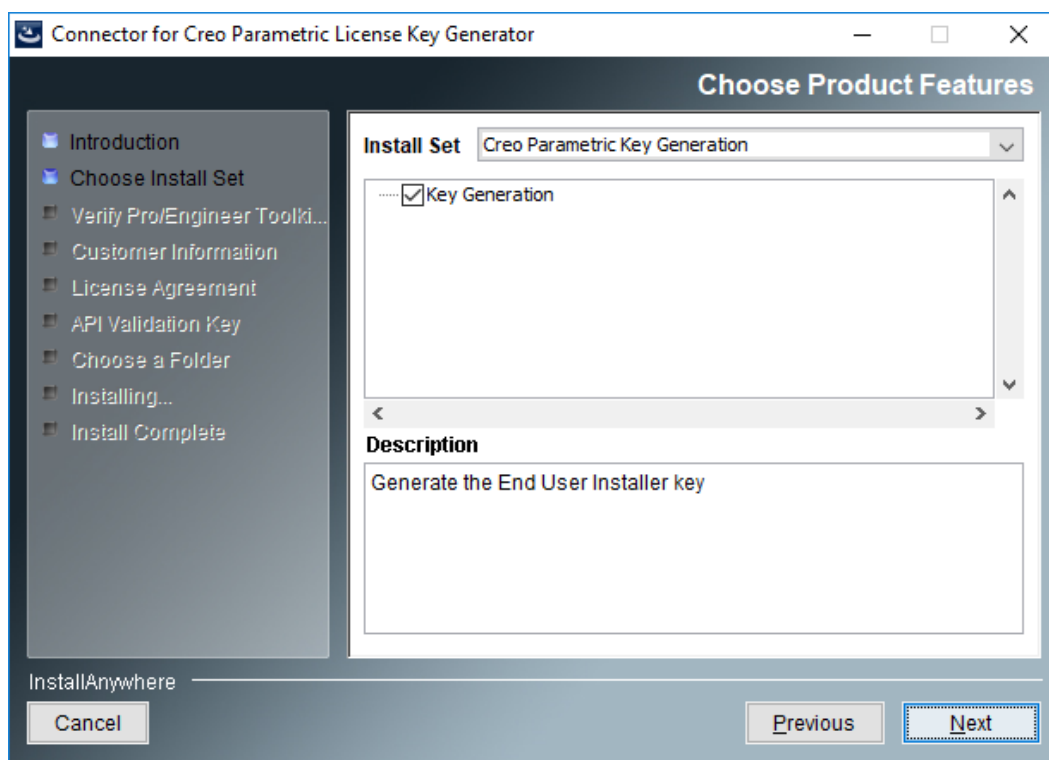 Connector for Creo Parametric License Key Generator
Choose Product Features
Introduction
Choose Install Set
Verify Pro/Engineer Toolki...
Customer Information
License Agreement
API Validation Key
Choose a Folder
Installing...
Install Complete
Install Set Creo Parametric Key Generation
Key Generation
Description
Generate the End User Installer key
InstallAnywhere
Cancel Previous Next